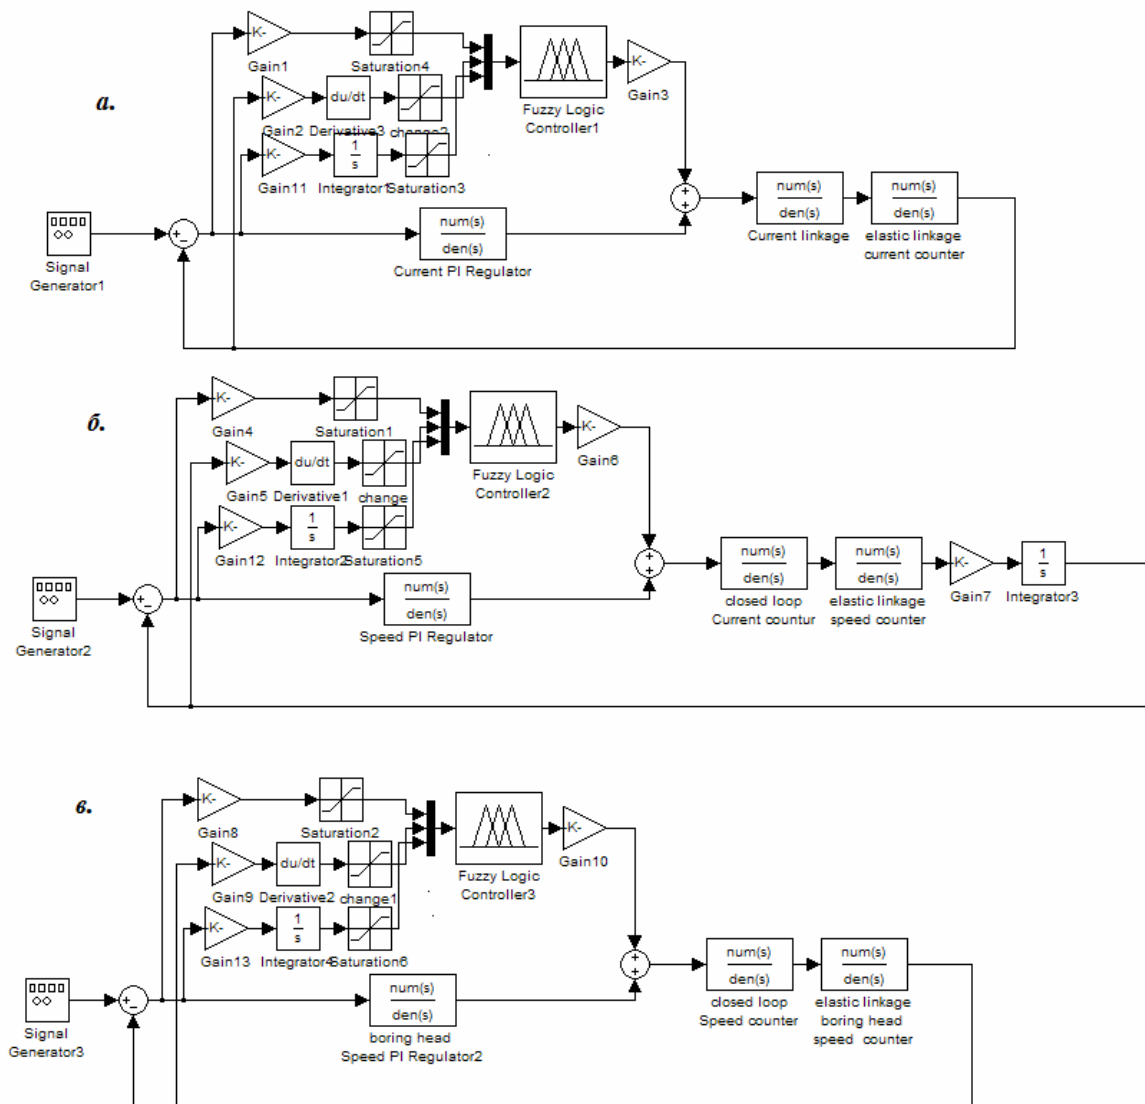 а.
K-
Gain1
Saturation4
K-
Gain2
du/dt
Derivative3
change2
K-
Gain11
1
s
Integrator1
Saturation3
Fuzzy Logic
Controller1
K-
Gain3
Signal
Generator1
+
−
num(s)
den(s)
Current PI Regulator
+
+
num(s)
den(s)
Current linkage
num(s)
den(s)
elastic linkage
current counter
б.
K-
Gain4
Saturation1
K-
Gain5
du/dt
Derivative1
change
K-
Gain12
1
s
Integrator2
Saturation5
Fuzzy Logic
Controller2
K-
Gain6
Signal
Generator2
+
−
num(s)
den(s)
Speed PI Regulator
+
+
num(s)
den(s)
closed loop
Current countur
num(s)
den(s)
elastic linkage
speed counter
K-
Gain7
1
s
Integrator3
в.
K-
Gain8
Saturation2
K-
Gain9
du/dt
Derivative2
change1
K-
Gain13
1
s
Integrator4
Saturation6
Fuzzy Logic
Controller3
K-
Gain10
Signal
Generator3
+
−
num(s)
den(s)
boring head
Speed PI Regulator2
+
+
num(s)
den(s)
closed loop
Speed counter
num(s)
den(s)
elastic linkage
boring head
speed counter